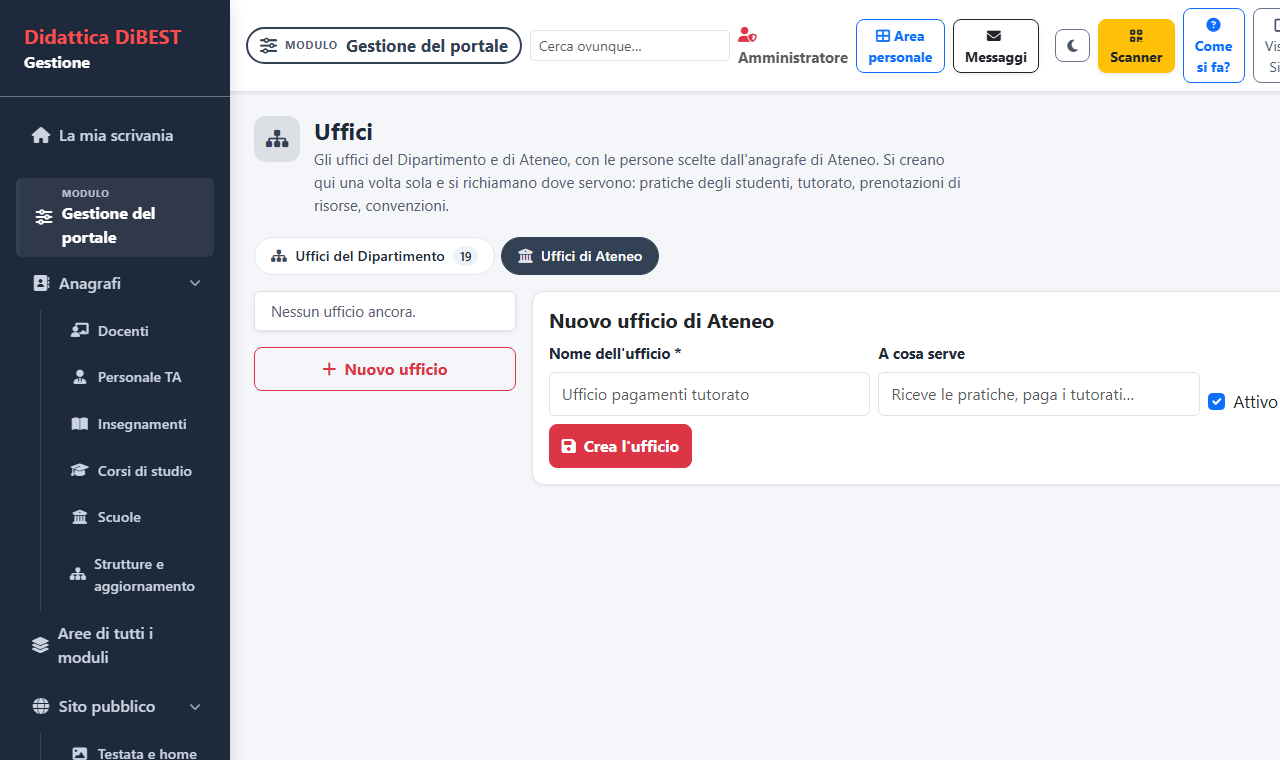 Didattica DiBEST
Gestione
La mia scrivania
MODULO
Gestione del
portale
Anagrafi
Docenti
Personale TA
Insegnamenti
Corsi di studio
Scuole
Strutture e
aggiornamento
Aree di tutti i
moduli
Sito pubblico
Testata e home
MODULO Gestione del portale
Cerca ovunque...
Amministratore
Area
personale
Messaggi
Scanner
Come
si fa?
Uffici
Gli uffici del Dipartimento e di Ateneo, con le persone scelte dall'anagrafe di Ateneo. Si creano
qui una volta sola e si richiamano dove servono: pratiche degli studenti, tutorato, prenotazioni di
risorse, convenzioni.
Uffici del Dipartimento 19
Uffici di Ateneo
Nessun ufficio ancora.
+ Nuovo ufficio
Nuovo ufficio di Ateneo
Nome dell'ufficio *
A cosa serve
Ufficio pagamenti tutorato
Riceve le pratiche, paga i tutorati...
Attivo
Crea l'ufficio